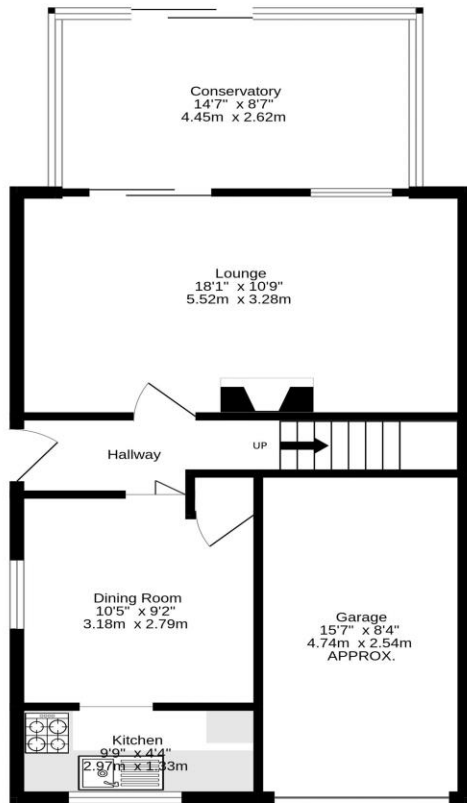 Conservatory
14'7" x 8'7"
4.45m x 2.62m
Lounge
18'1" x 10'9"
5.52m x 3.28m
Hallway
UP
Dining Room
10'5" x 9'2"
3.18m x 2.79m
Garage
15'7" x 8'4"
4.74m x 2.54m
APPROX.
Kitchen
9'9" x 4'4"
2.97m x 1.33m